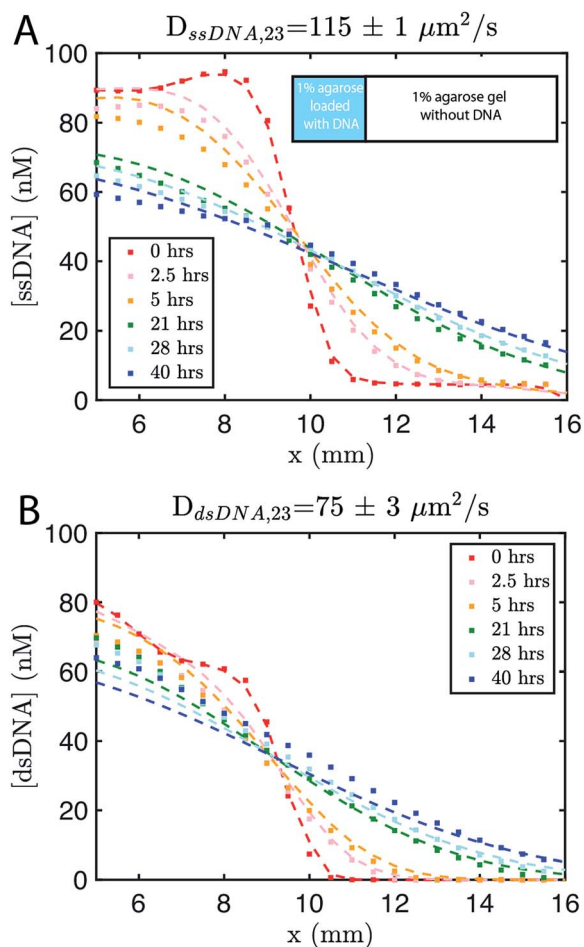 A
D_ssDNA,23=115 ± 1 μm²/s
100
80
60
40
20
0
[ssDNA] (nM)
1% agarose
loaded
with DNA
1% agarose gel
without DNA
0 hrs
2.5 hrs
5 hrs
21 hrs
28 hrs
40 hrs
6 8 10 12 14 16
x (mm)
B
D_dsDNA,23=75 ± 3 μm²/s
100
80
60
40
20
0
[dsDNA] (nM)
0 hrs
2.5 hrs
5 hrs
21 hrs
28 hrs
40 hrs
6 8 10 12 14 16
x (mm)